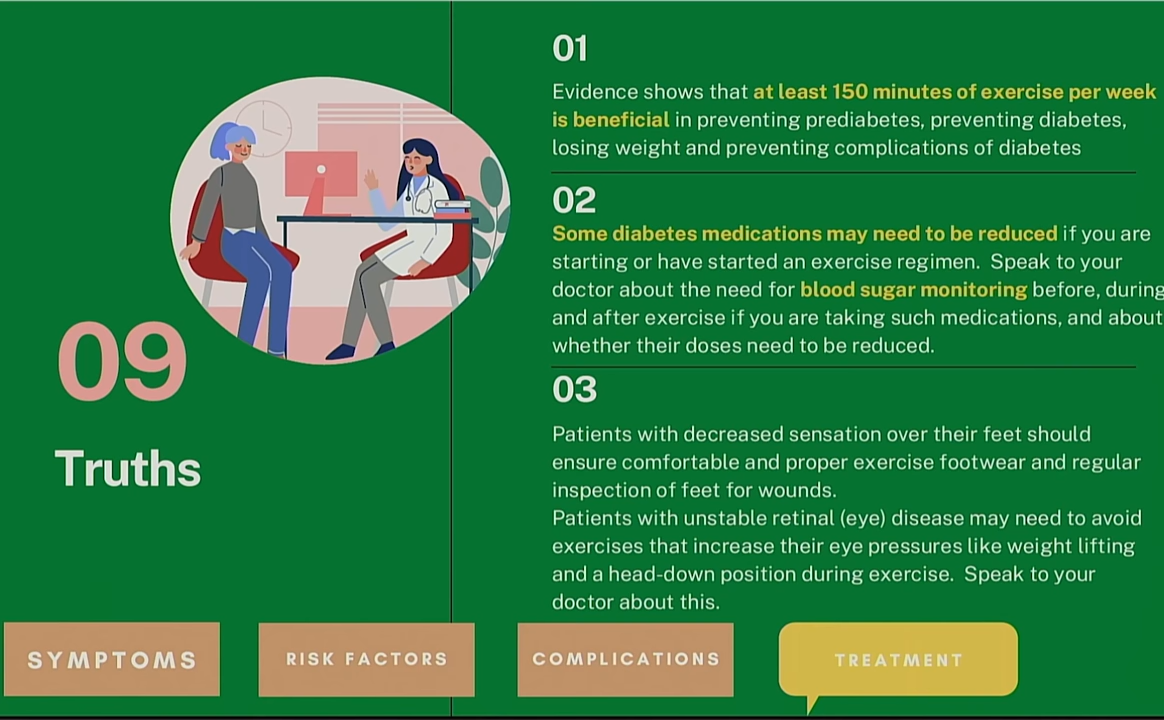 09
Truths
01
Evidence shows that at least 150 minutes of exercise per week
is beneficial in preventing prediabetes, preventing diabetes,
losing weight and preventing complications of diabetes
02
Some diabetes medications may need to be reduced if you are
starting or have started an exercise regimen.  Speak to your
doctor about the need for blood sugar monitoring before, during
and after exercise if you are taking such medications, and about
whether their doses need to be reduced.
03
Patients with decreased sensation over their feet should
ensure comfortable and proper exercise footwear and regular
inspection of feet for wounds.
Patients with unstable retinal (eye) disease may need to avoid
exercises that increase their eye pressures like weight lifting
and a head-down position during exercise.  Speak to your
doctor about this.
SYMPTOMS
RISK FACTORS
COMPLICATIONS
TREATMENT